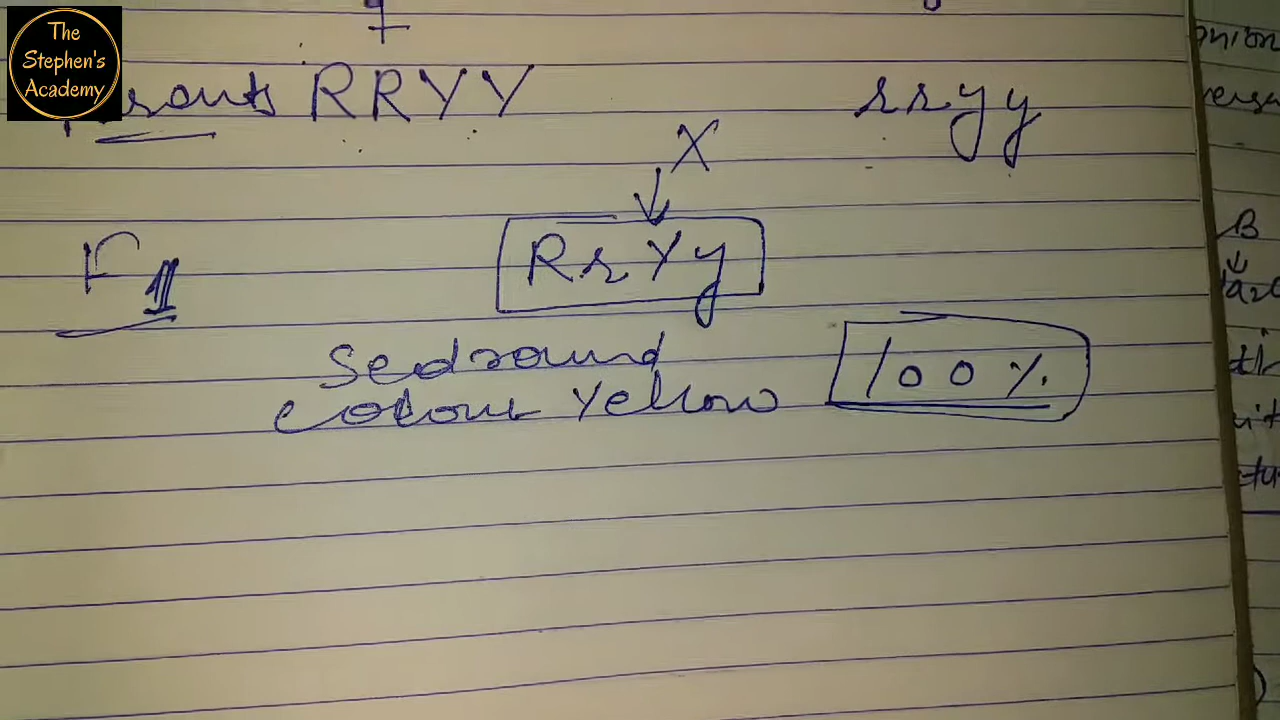 The
Stephen's
Academy
RRYY rryy
X
F1 RrYy
Seed round
colour Yellow 100%
B